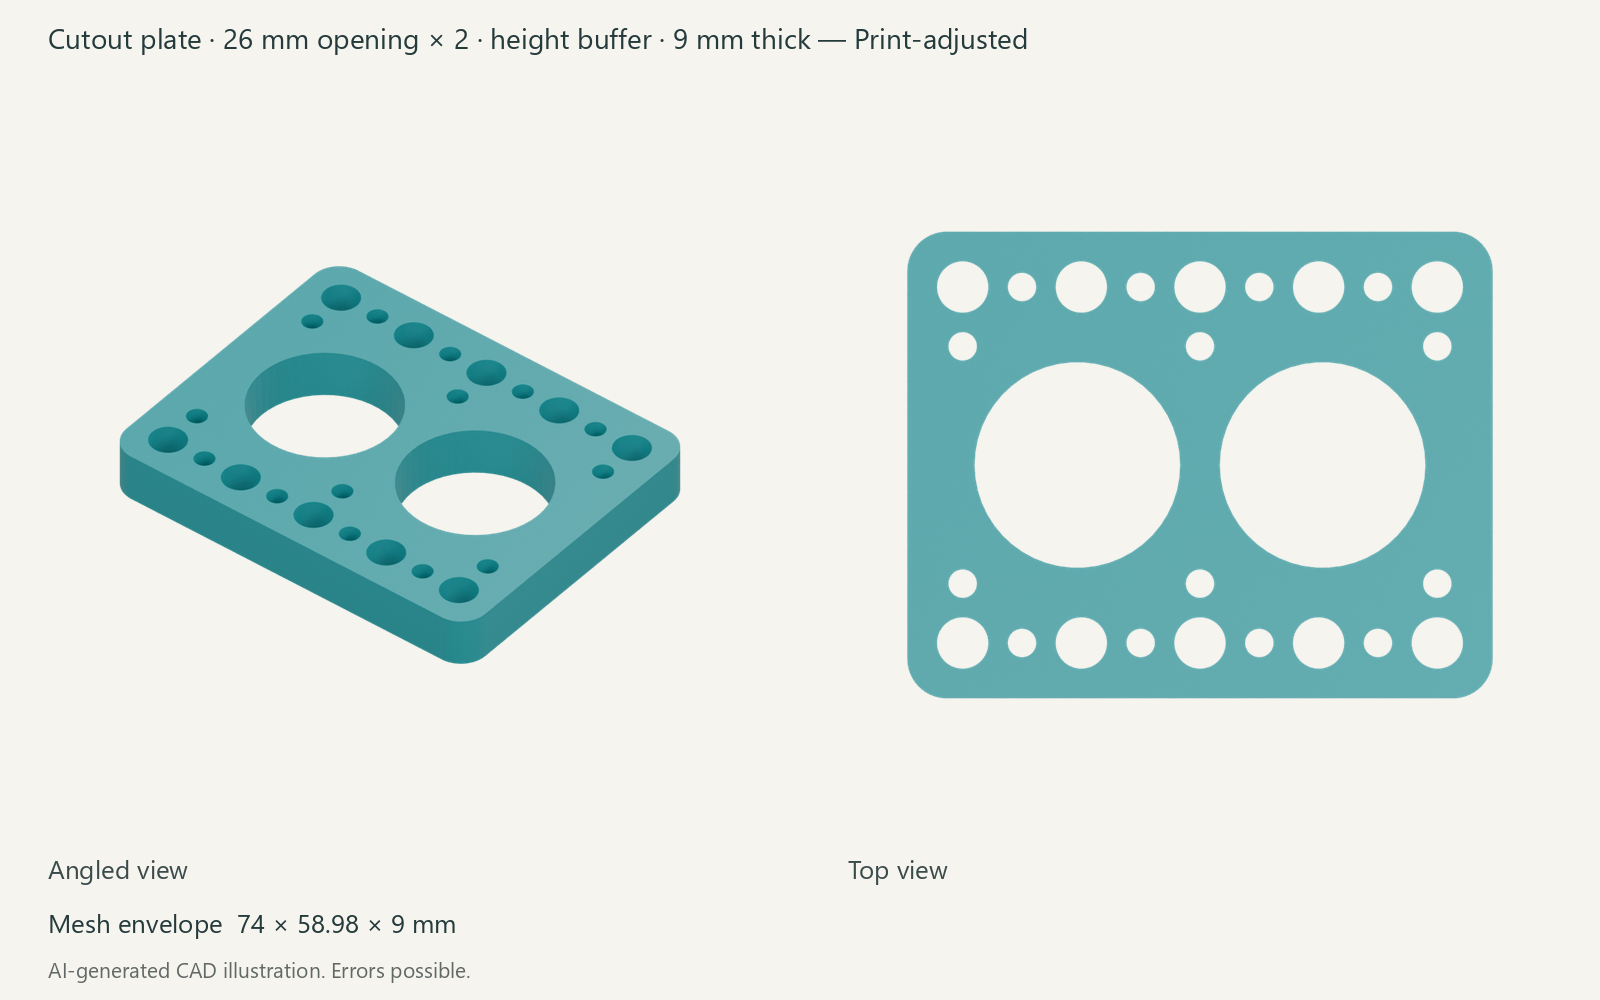 Cutout plate · 26 mm opening × 2 · height buffer · 9 mm thick — Print-adjusted
Angled view
Top view
Mesh envelope 74 × 58.98 × 9 mm
AI-generated CAD illustration. Errors possible.